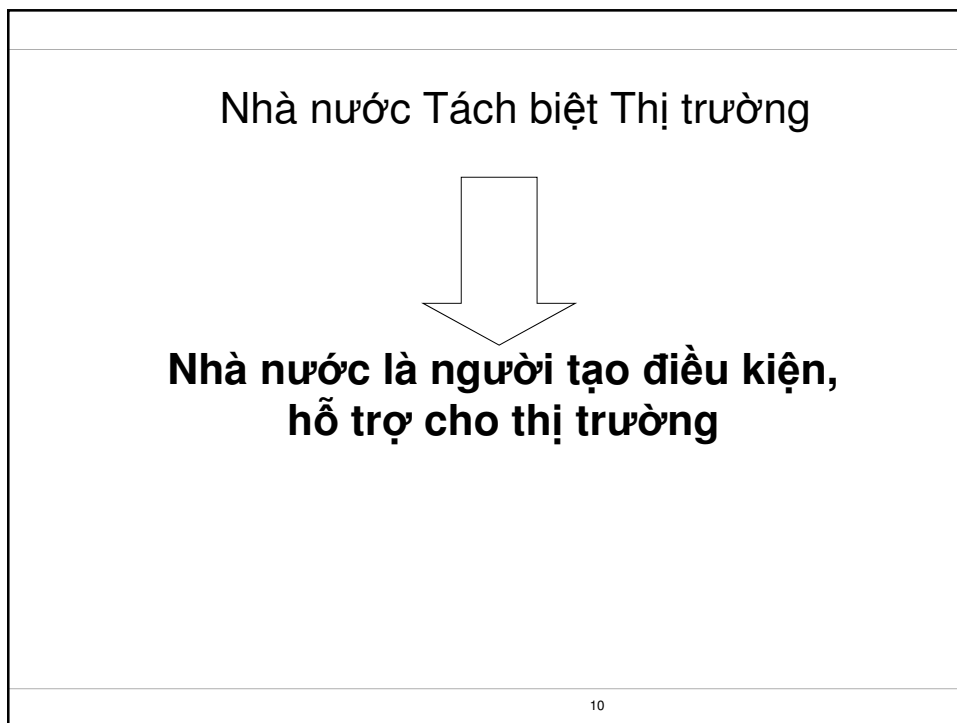 Nhà nước Tách biệt Thị trường
Nhà nước là người tạo điều kiện,
hỗ trợ cho thị trường
10